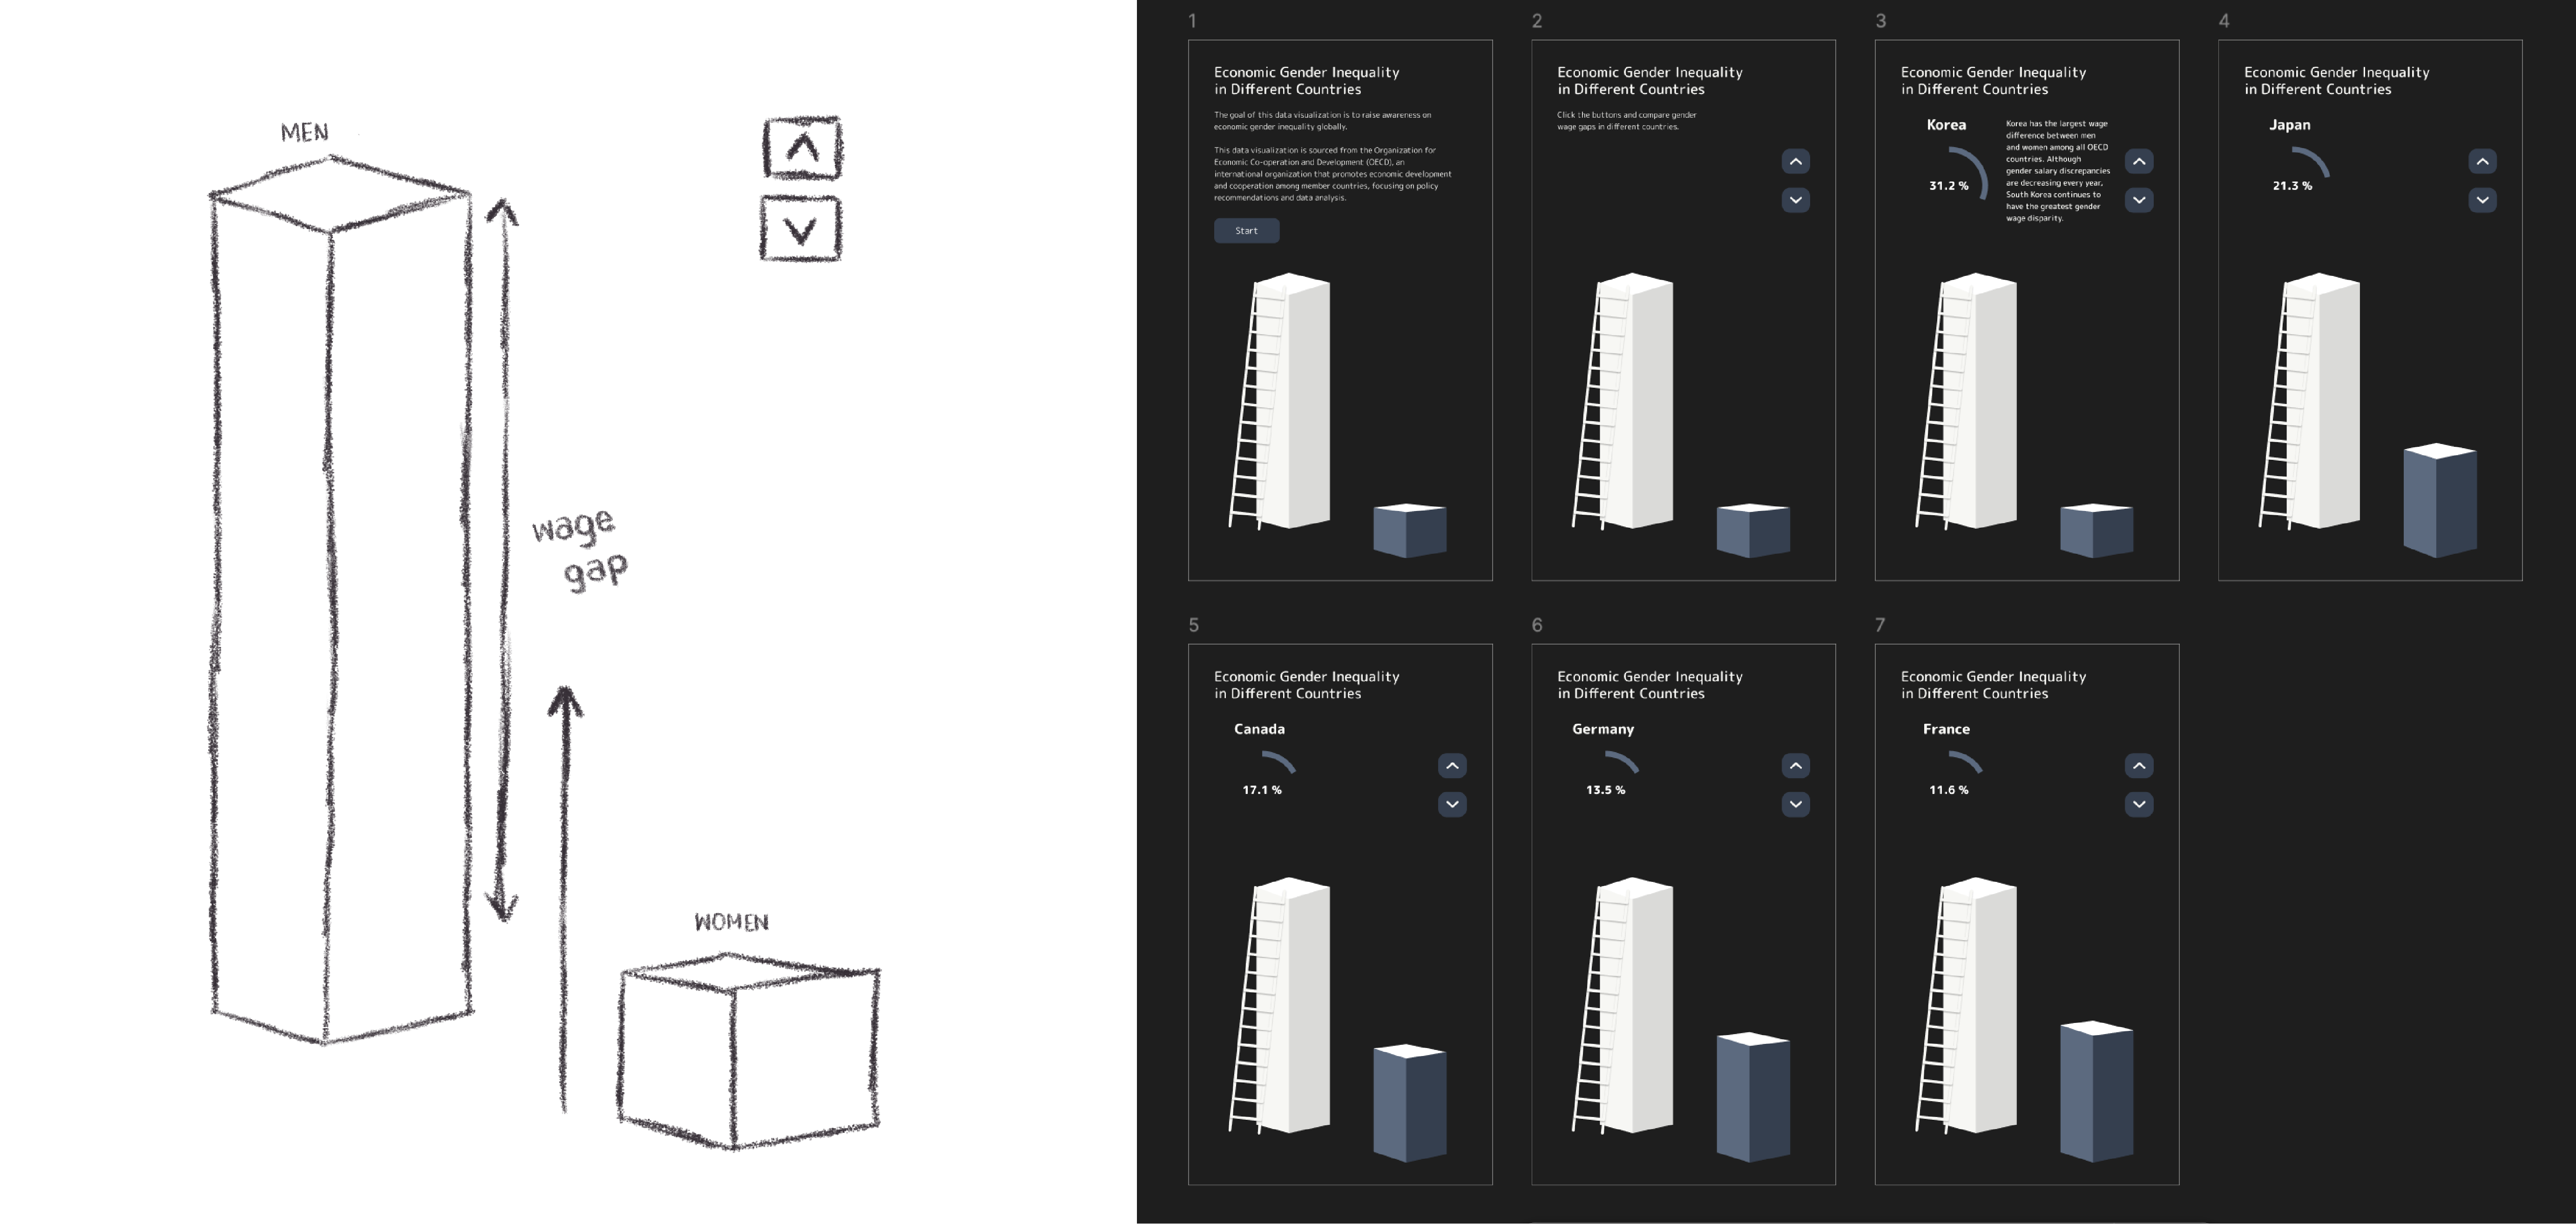 MEN
wage
gap
WOMEN
1
Economic Gender Inequality
in Different Countries
The goal of this data visualization is to raise awareness on
economic gender inequality globally.
This data visualization is sourced from the Organization for
Economic Co-operation and Development (OECD), an
international organization that promotes economic development
and cooperation among member countries, focusing on policy
recommendations and data analysis.
Start
2
Economic Gender Inequality
in Different Countries
Click the buttons and compare gender
wage gaps in different countries.
3
Economic Gender Inequality
in Different Countries
Korea
31.2 %
Korea has the largest wage
difference between men
and women among all OECD
countries. Although
gender salary discrepancies
are decreasing every year,
South Korea continues to
have the greatest gender
wage disparity.
4
Economic Gender Inequality
in Different Countries
Japan
21.3 %
5
Economic Gender Inequality
in Different Countries
Canada
17.1 %
6
Economic Gender Inequality
in Different Countries
Germany
13.5 %
7
Economic Gender Inequality
in Different Countries
France
11.6 %